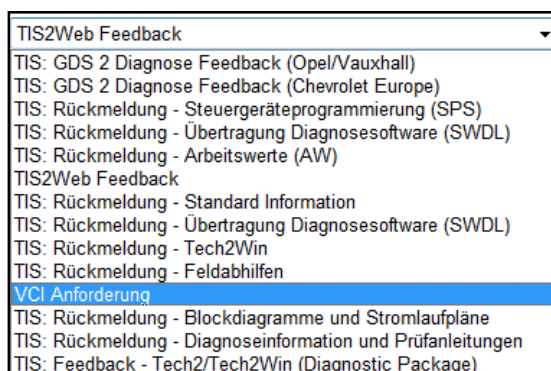 TIS2Web Feedback
TIS: GDS 2 Diagnose Feedback (Opel/Vauxhall)
TIS: GDS 2 Diagnose Feedback (Chevrolet Europe)
TIS: Rückmeldung - Steuergeräteprogrammierung (SPS)
TIS: Rückmeldung - Übertragung Diagnosesoftware (SWDL)
TIS: Rückmeldung - Arbeitswerte (AW)
TIS2Web Feedback
TIS: Rückmeldung - Standard Information
TIS: Rückmeldung - Übertragung Diagnosesoftware (SWDL)
TIS: Rückmeldung - Tech2Win
TIS: Rückmeldung - Feldabhilfen
VCI Anforderung
TIS: Rückmeldung - Blockdiagramme und Stromlaufpläne
TIS: Rückmeldung - Diagnoseinformation und Prüfanleitungen
TIS: Feedback - Tech2/Tech2Win (Diagnostic Package)